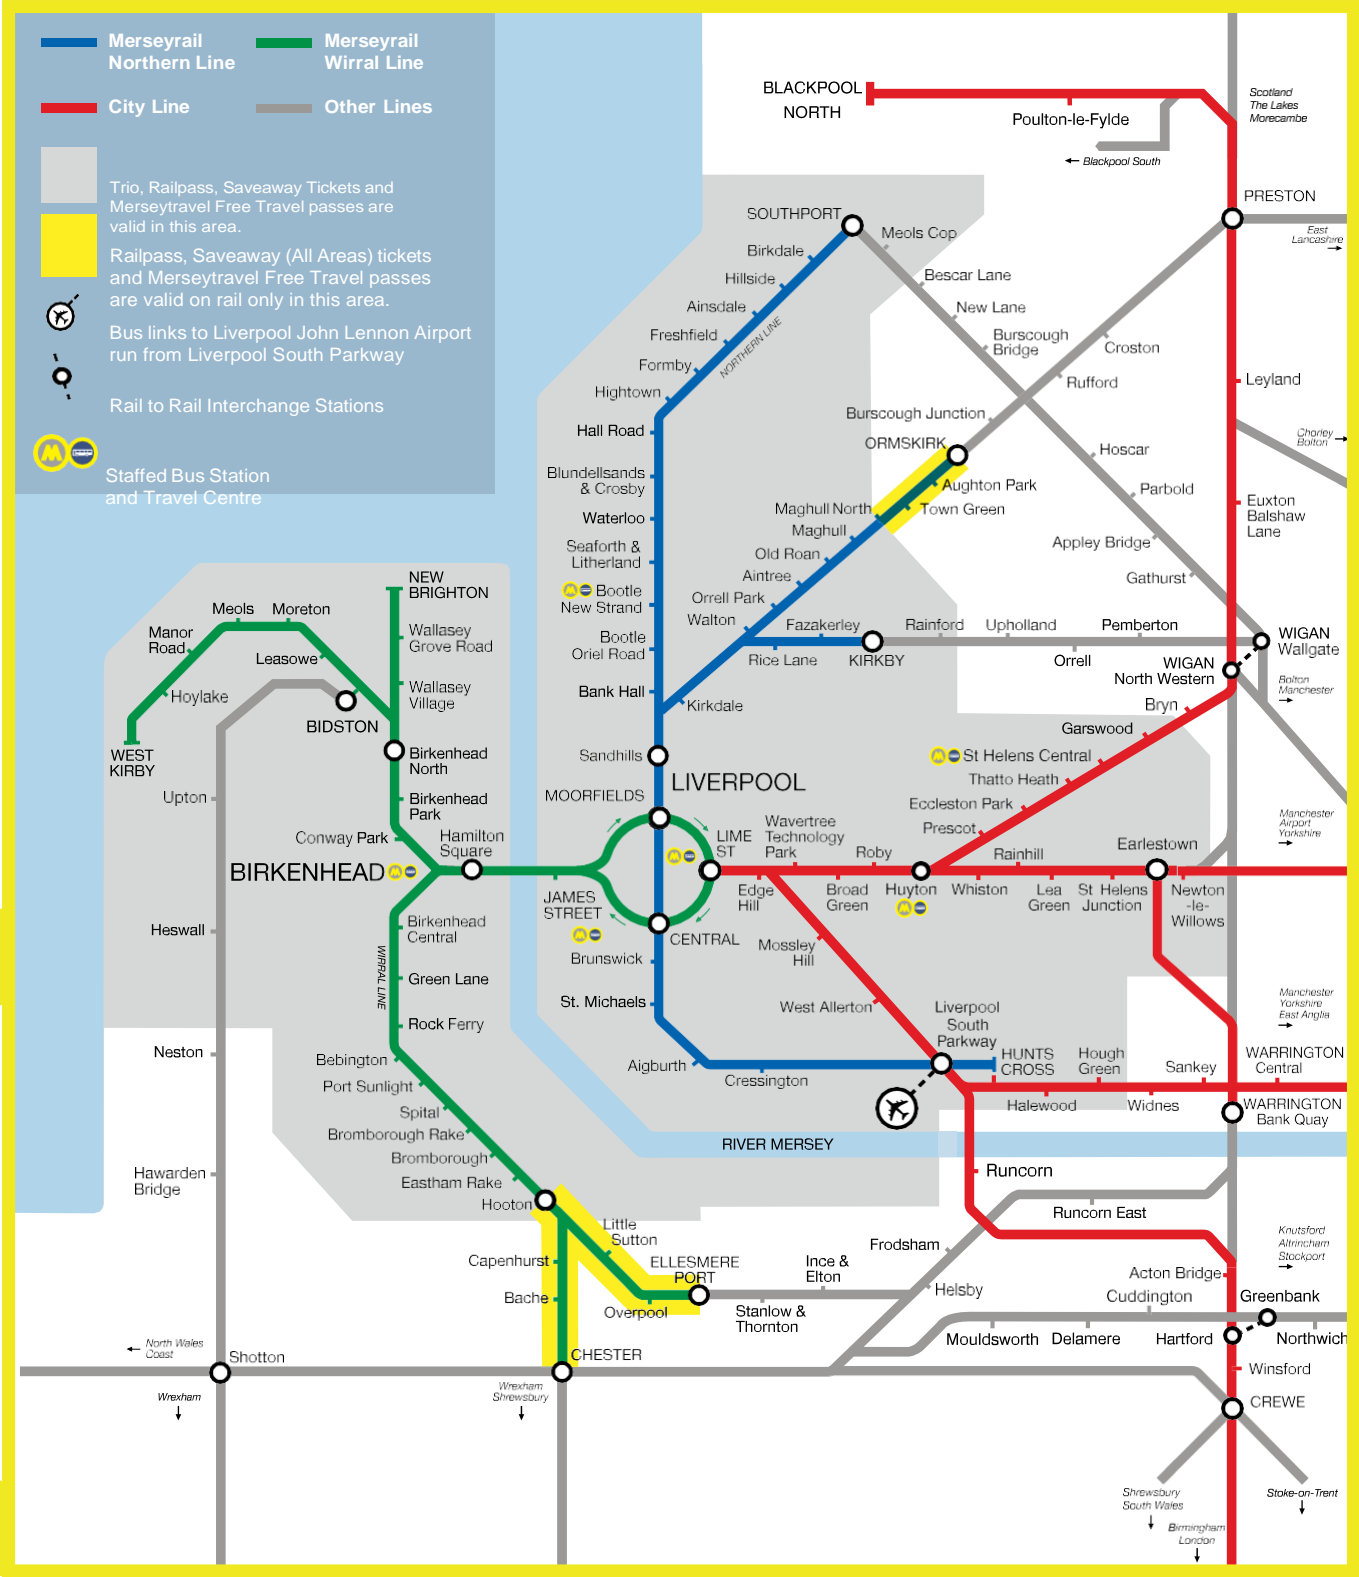 Merseyrail
Northern Line
Merseyrail
Wirral Line
City Line
Other Lines
Trio, Railpass, Saveaway Tickets and
Merseytravel Free Travel passes are
valid in this area.
Railpass, Saveaway (All Areas) tickets
and Merseytravel Free Travel passes
are valid on rail only in this area.
Bus links to Liverpool John Lennon Airport
run from Liverpool South Parkway
Rail to Rail Interchange Stations
Staffed Bus Station
and Travel Centre
BLACKPOOL
NORTH
Poulton-le-Fylde
Blackpool South
Scotland
The Lakes
Morecambe
PRESTON
East
Lancashire
SOUTHPORT
Meols Cop
Birkdale
Bescar Lane
Hillside
New Lane
Ainsdale
Burscough
Bridge
Freshfield
NORTHERN LINE
Croston
Formby
Rufford
Leyland
Hightown
Burscough Junction
Hall Road
ORMSKIRK
Chorley
Bolton
Hoscar
Blundellsands
& Crosby
Aughton Park
Parbold
Waterloo
Maghull North
Town Green
Euxton
Balshaw
Lane
Maghull
Seaforth &
Litherland
Old Roan
Appley Bridge
Aintree
Gathurst
Bootle
New Strand
Orrell Park
Walton
Fazakerley
Rainford
Upholland
Pemberton
WIGAN
Wallgate
Bootle
Oriel Road
Rice Lane
KIRKBY
Orrell
WIGAN
North Western
Bank Hall
Kirkdale
Bryn
Bolton
Manchester
Garswood
Sandhills
St Helens Central
Thatto Heath
LIVERPOOL
MOORFIELDS
Eccleston Park
Prescot
NEW
BRIGHTON
Meols
Moreton
Manor
Road
Wallasey
Grove Road
Leasowe
Hoylake
Wallasey
Village
BIDSTON
WEST
KIRBY
Birkenhead
North
Upton
Birkenhead
Park
Conway Park
Hamilton
Square
BIRKENHEAD
LIME
ST
Wavertree
Technology
Park
Roby
Rainhill
Earlestown
Manchester
Airport
Yorkshire
JAMES
STREET
Edge
Hill
Broad
Green
Huyton
Whiston
Lea
Green
St Helens
Junction
Newton
-le-
Willows
Birkenhead
Central
Heswall
CENTRAL
Mossley
Hill
Brunswick
WIRRAL LINE
Green Lane
St. Michaels
West Allerton
Liverpool
South
Parkway
Manchester
Yorkshire
East Anglia
Rock Ferry
Neston
Bebington
Aigburth
Cressington
HUNTS
CROSS
Hough
Green
Sankey
WARRINGTON
Central
Port Sunlight
Halewood
Widnes
WARRINGTON
Bank Quay
Spital
Bromborough Rake
RIVER MERSEY
Bromborough
Runcorn
Hawarden
Bridge
Eastham Rake
Hooton
Runcorn East
Little
Sutton
Frodsham
Knutsford
Altrincham
Stockport
Capenhurst
ELLESMERE
PORT
Ince &
Elton
Acton Bridge
Helsby
Cuddington
Greenbank
Bache
Overpool
Stanlow &
Thornton
Mouldsworth
Delamere
Hartford
Northwich
North Wales
Coast
Shotton
CHESTER
Winsford
Wrexham
Wrexham
Shrewsbury
CREWE
Shrewsbury
South Wales
Stoke-on-Trent
Birmingham
London